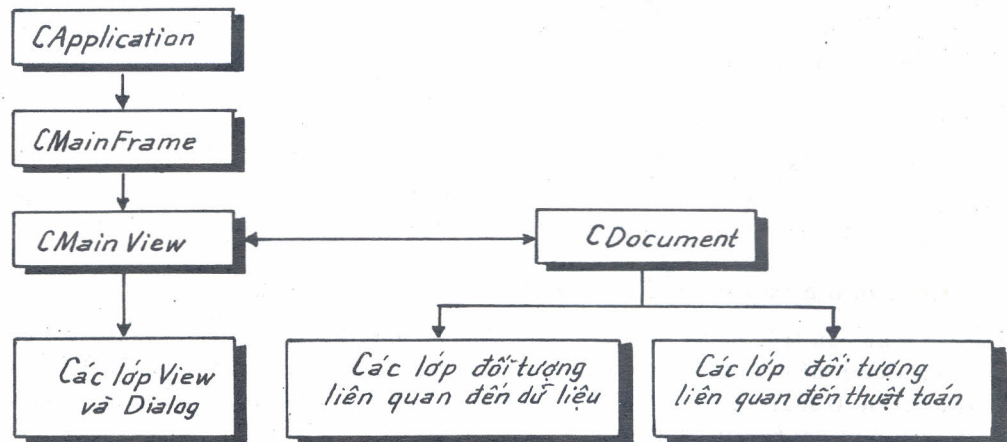 CApplication
CMainFrame
CMain View
CDocument
Các lớp View
và Dialog
Các lớp đối tượng
liên quan đến dữ liệu
Các lớp đối tượng
liên quan đến thuật toán